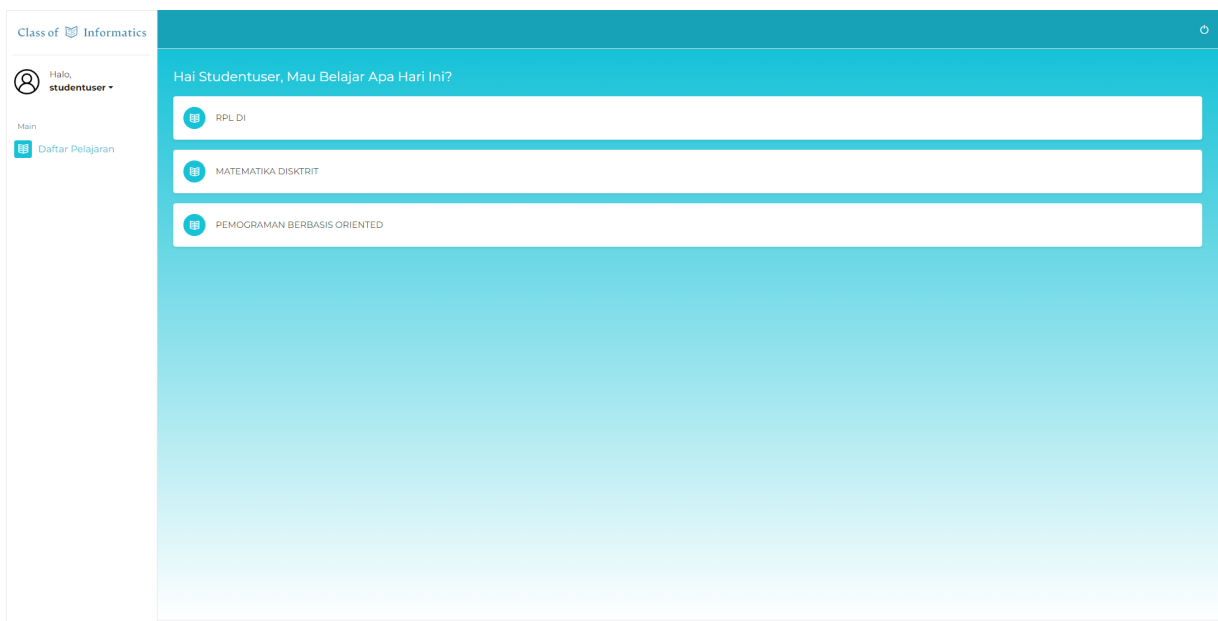 Class of Informatics
Halo,
studentuser
Main
Daftar Pelajaran
Hai Studentuser, Mau Belajar Apa Hari Ini?
RPL DI
MATEMATIKA DISKTRIT
PEMOGRAMAN BERBASIS ORIENTED